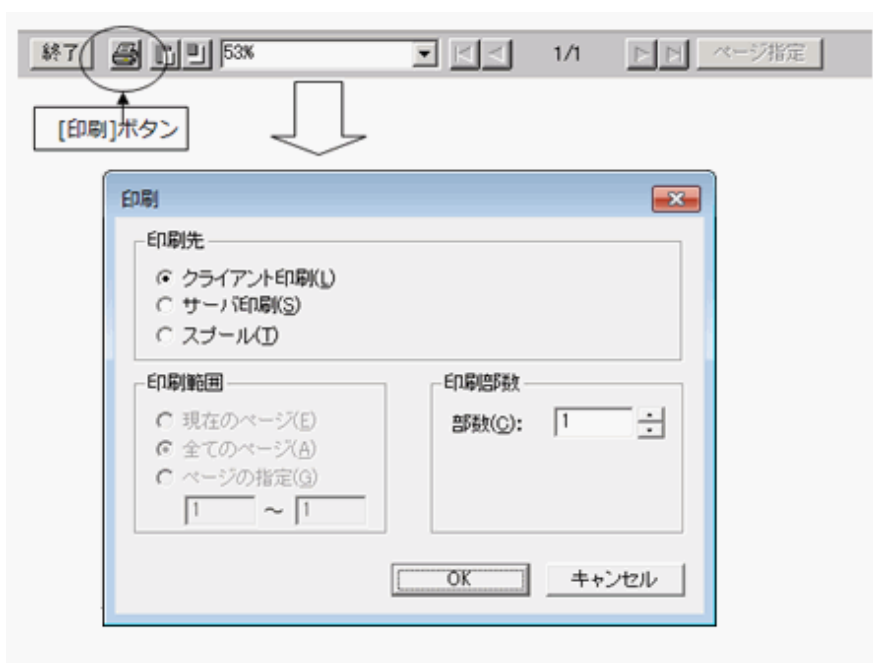 終了 53% 1/1 ページ指定
[印刷]ボタン
印刷
印刷先
クライアント印刷(L)
サーバ印刷(S)
スプール(T)
印刷範囲 印刷部数
現在のページ(E) 部数(C): 1
全てのページ(A)
ページの指定(G)
1 ～ 1
OK キャンセル